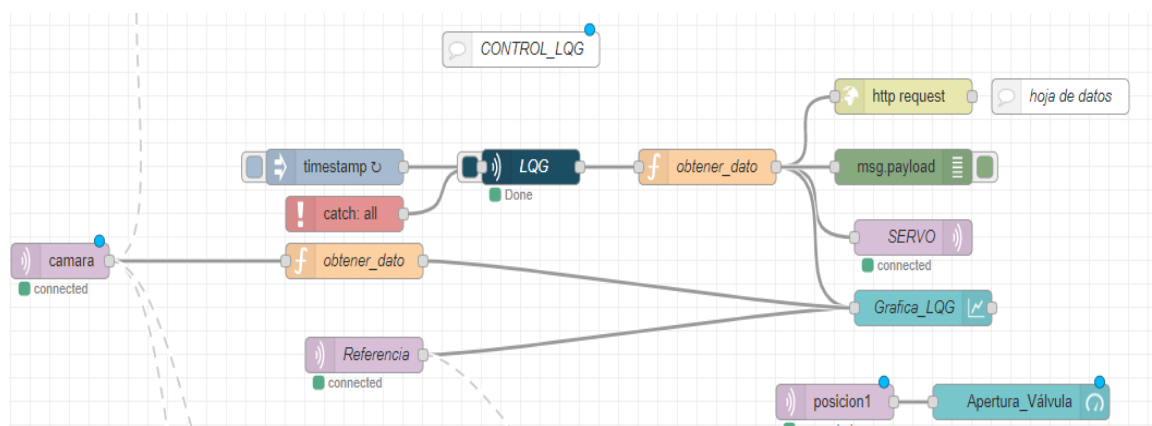 CONTROL_LQG
http request
hoja de datos
timestamp ↻
LQG
obtener_dato
msg.payload
Done
catch: all
SERVO
connected
camara
connected
obtener_dato
Grafica_LQG
Referencia
connected
posicion1
Apertura_Válvula